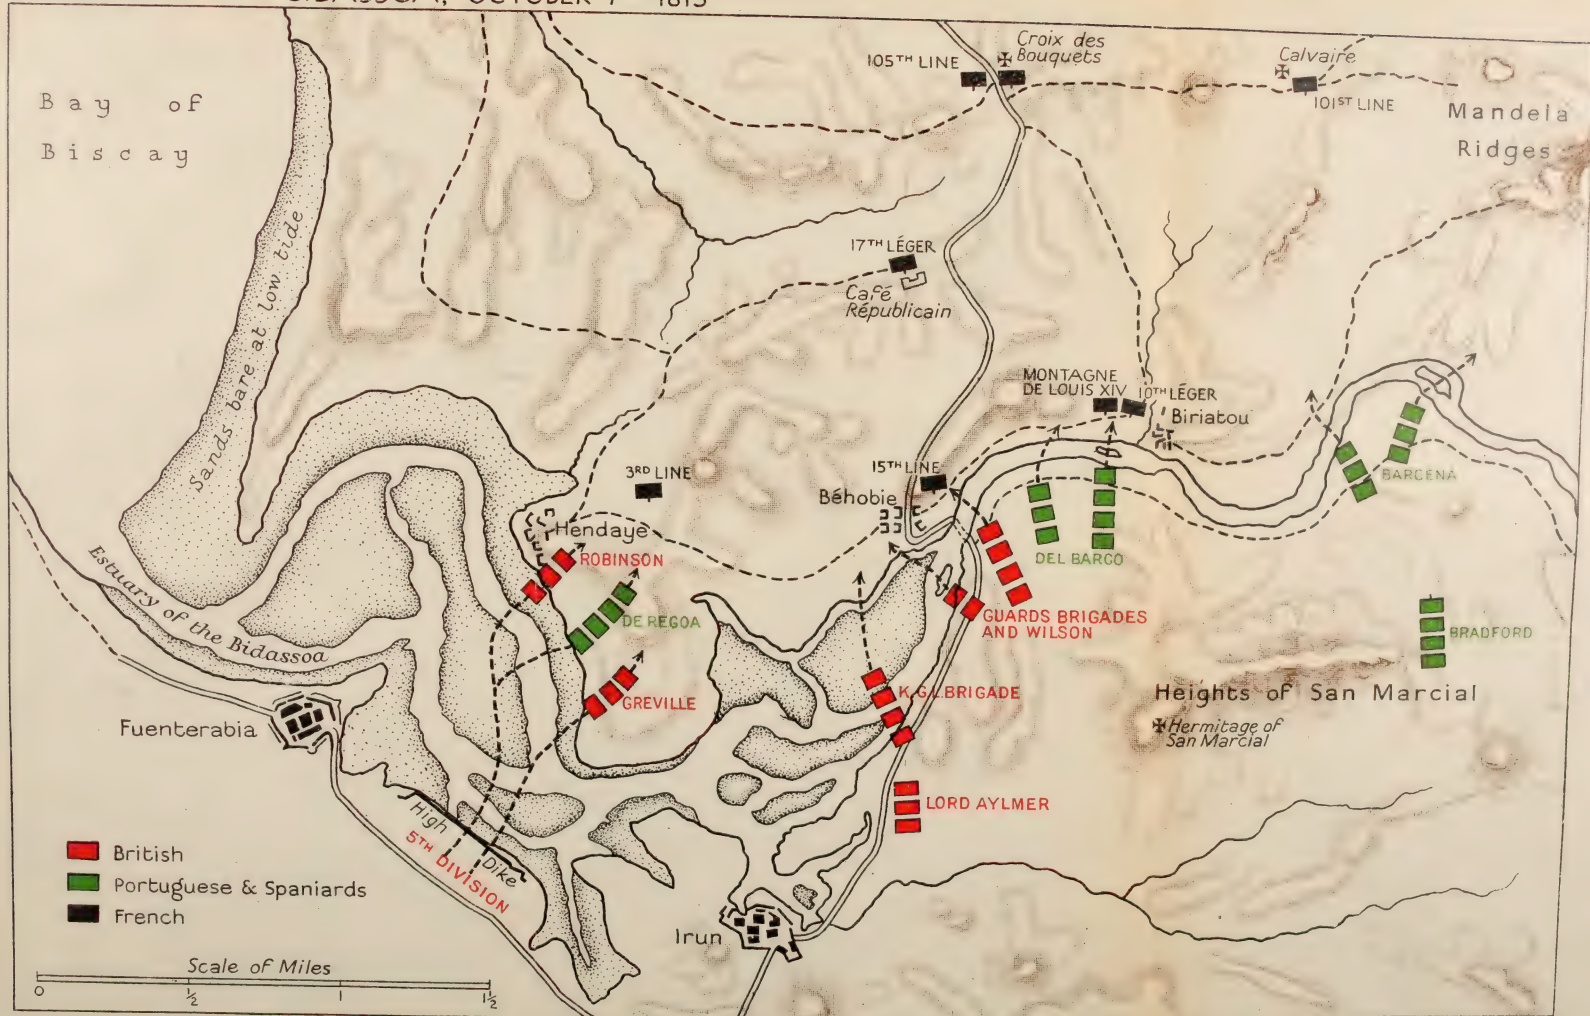 OCTOBER 7TH 1813
Bay of
Biscay
Sands bare at low tide
105TH LINE
Croix des
Bouquets
Calvaire
101ST LINE
Mandela
Ridges
17TH LÉGER
Café
Républicain
MONTAGNE
DE LOUIS XIV
10TH LÉGER
Biriatou
3RD LINE
15TH LINE
Béhobie
BARCENA
Hendaye
ROBINSON
DEL BARCO
DE REGOA
GUARDS BRIGADES
AND WILSON
BRADFORD
Estuary of the Bidassoa
GREVILLE
K.G.L. BRIGADE
Heights of San Marcial
Hermitage of
San Marcial
Fuenterabia
LORD AYLMER
High Dike
5TH DIVISION
British
Portuguese & Spaniards
French
Irun
Scale of Miles
0 ½ 1 1½